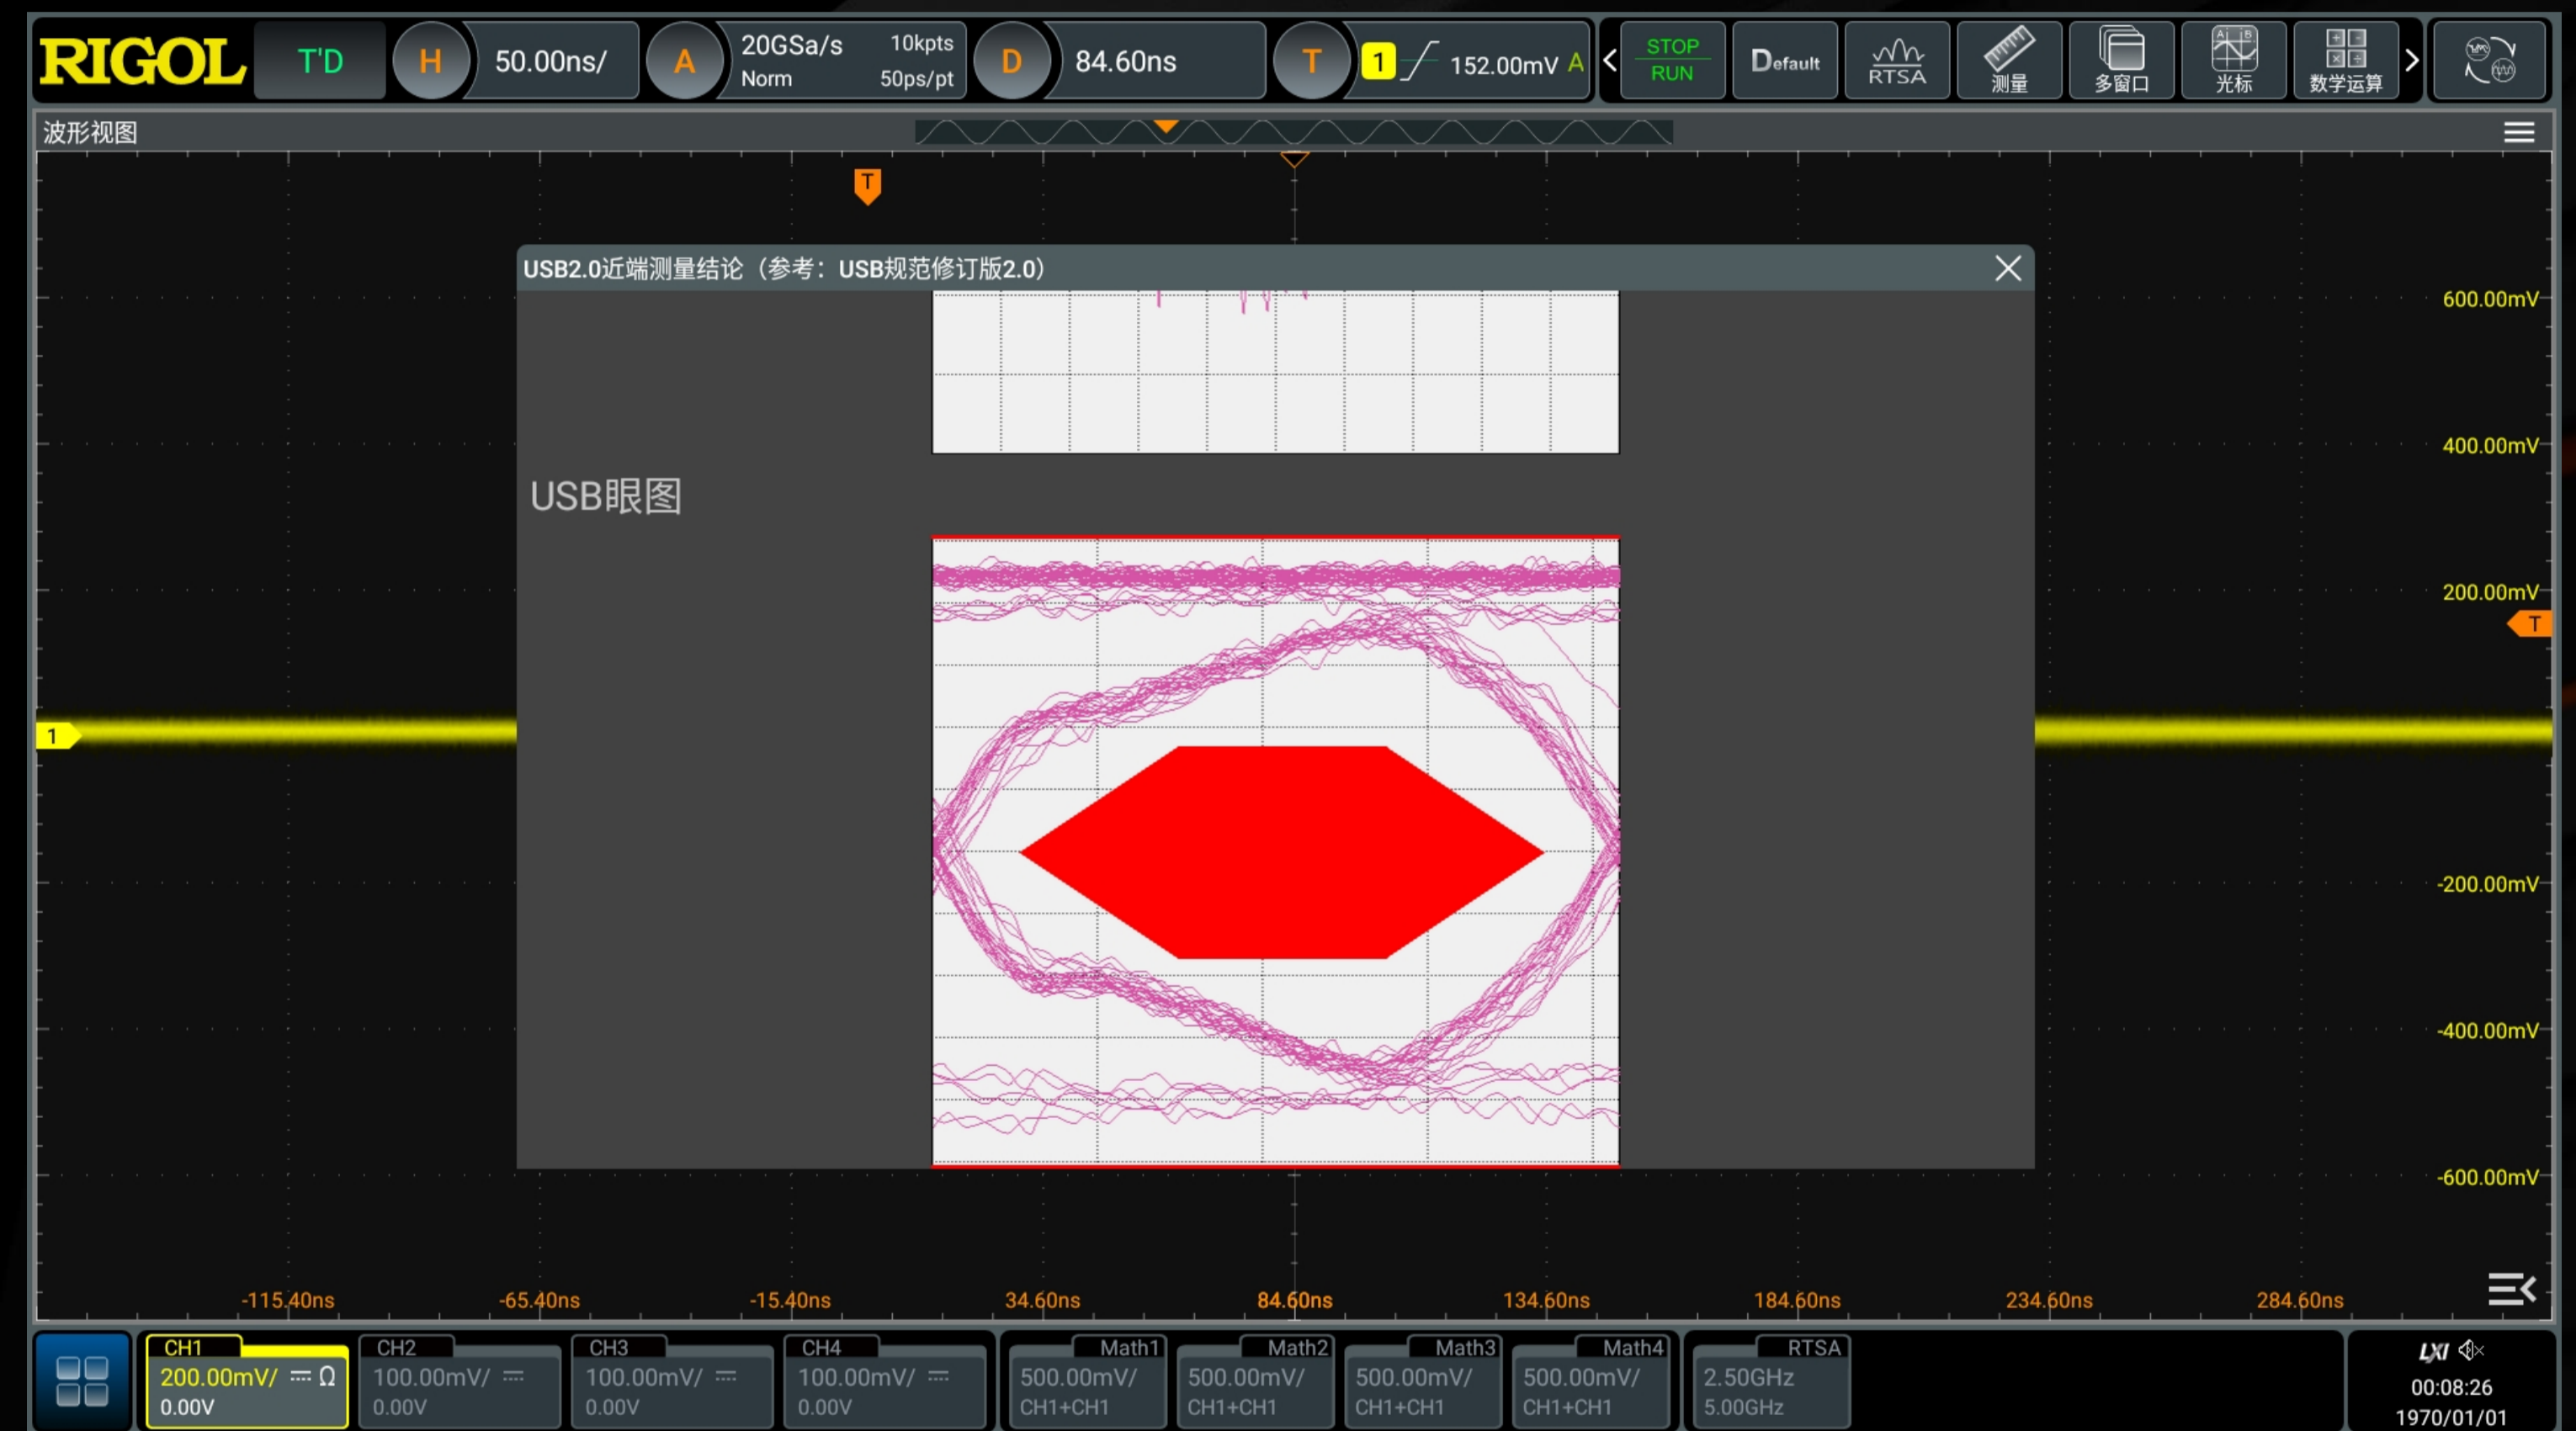 RIGOL
T'D
H
50.00ns/
A
20GSa/s
10kpts
Norm
50ps/pt
D
84.60ns
T
1
152.00mV
A
STOP
RUN
Default
RTSA
测量
多窗口
A B
光标
数学运算
波形视图
T
USB2.0近端测量结论（参考：USB规范修订版2.0）
600.00mV
400.00mV
USB眼图
200.00mV
T
1
-200.00mV
-400.00mV
-600.00mV
-115.40ns
-65.40ns
-15.40ns
34.60ns
84.60ns
134.60ns
184.60ns
234.60ns
284.60ns
CH1
200.00mV/ Ω
0.00V
CH2
100.00mV/
0.00V
CH3
100.00mV/
0.00V
CH4
100.00mV/
0.00V
Math1
500.00mV/
CH1+CH1
Math2
500.00mV/
CH1+CH1
Math3
500.00mV/
CH1+CH1
Math4
500.00mV/
CH1+CH1
RTSA
2.50GHz
5.00GHz
LXI
00:08:26
1970/01/01